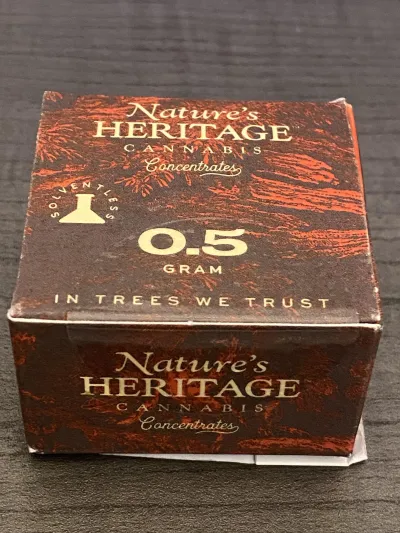 Nature's
HERITAGE
CANNABIS
Concentrates
SOLVENTLESS
0.5
GRAM
IN TREES WE TRUST
Nature's
HERITAGE
CANNABIS
Concentrates